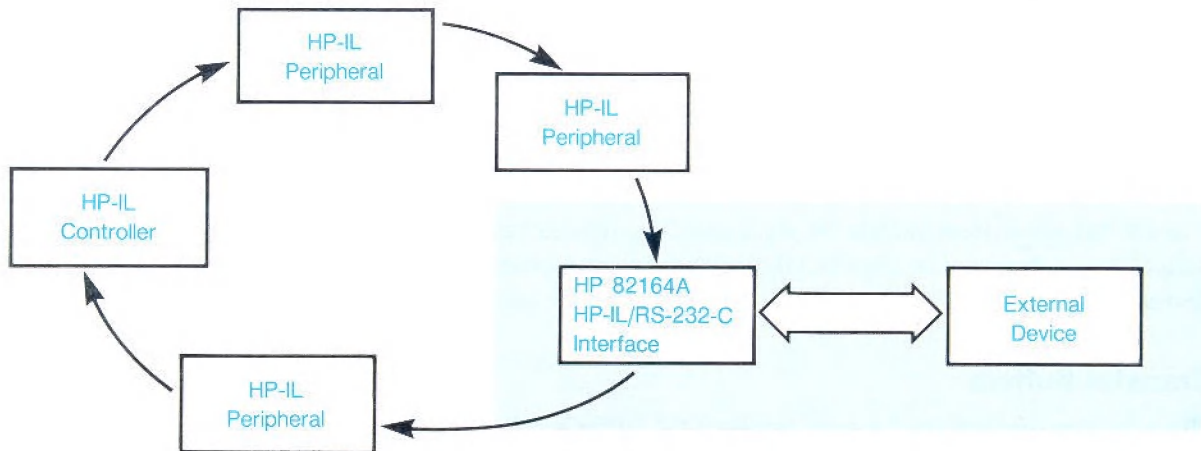 HP-IL
Peripheral
HP-IL
Peripheral
HP-IL
Controller
HP 82164A
HP-IL/RS-232-C
Interface
External
Device
HP-IL
Peripheral